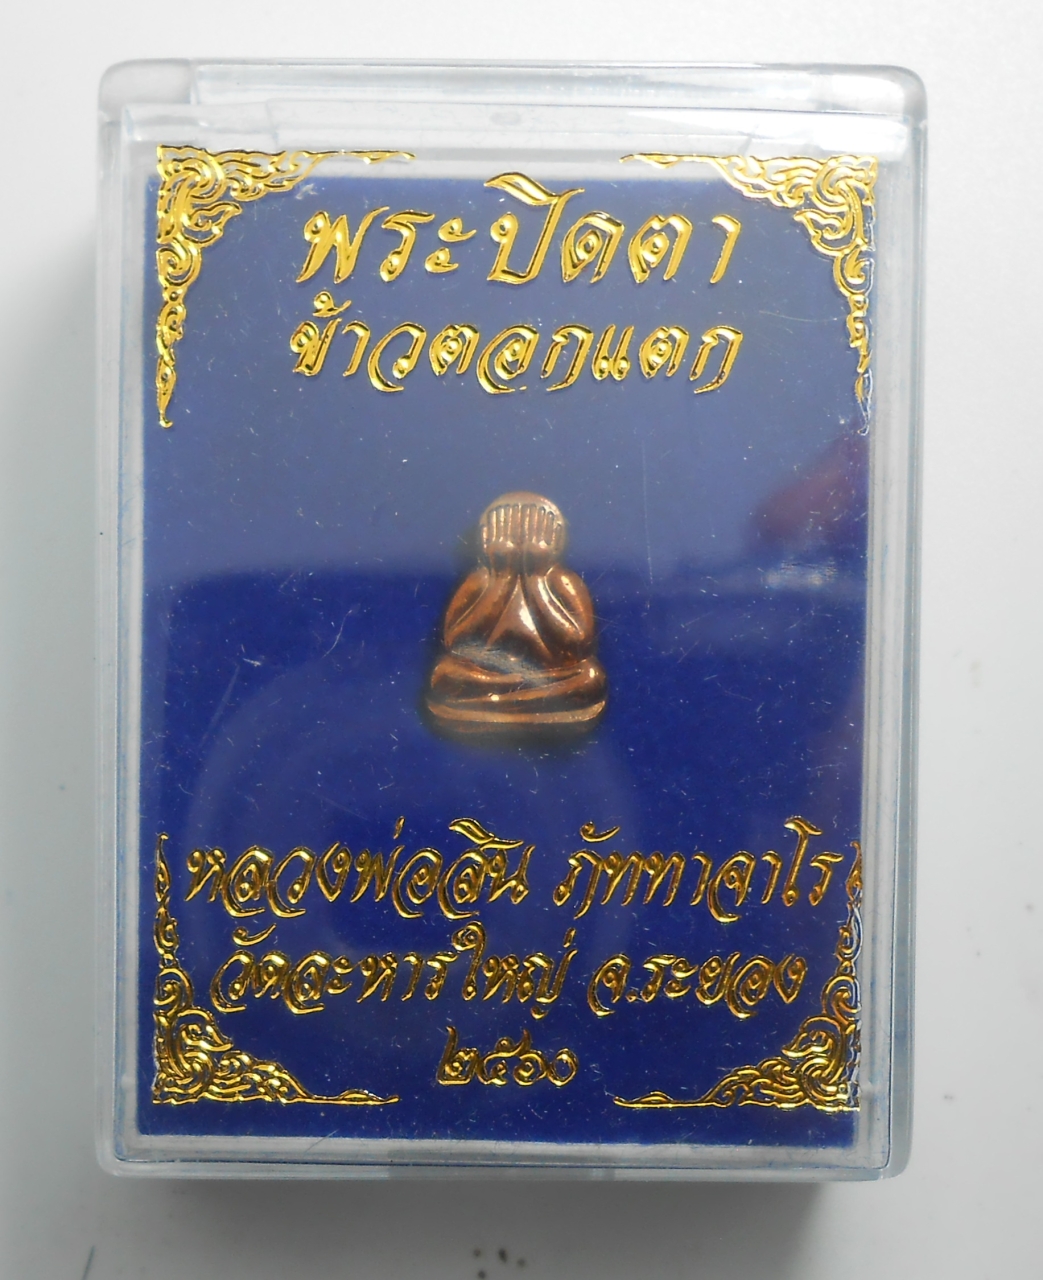 พระปิดตา
ข้าวตอกแตก
หลวงพ่อสิน ภัททาจาโร
วัดละหารใหญ่ จ.ระยอง
๒๕๖๐